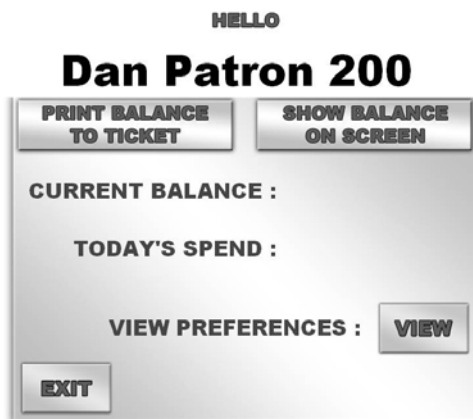 HELLO
Dan Patron 200
PRINT BALANCE
TO TICKET
SHOW BALANCE
ON SCREEN
CURRENT BALANCE :
TODAY'S SPEND :
VIEW PREFERENCES :
VIEW
EXIT